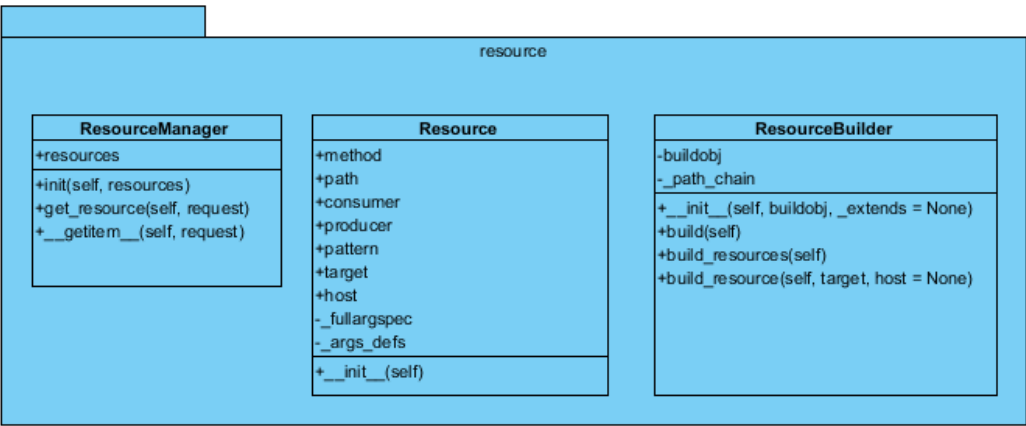 resource
ResourceManager
+resources
+init(self, resources)
+get_resource(self, request)
+__getitem__(self, request)
Resource
+method
+path
+consumer
+producer
+pattern
+target
+host
-_fullargspec
-_args_defs
+__init__(self)
ResourceBuilder
-buildobj
-_path_chain
+__init__(self, buildobj, _extends = None)
+build(self)
+build_resources(self)
+build_resource(self, target, host = None)